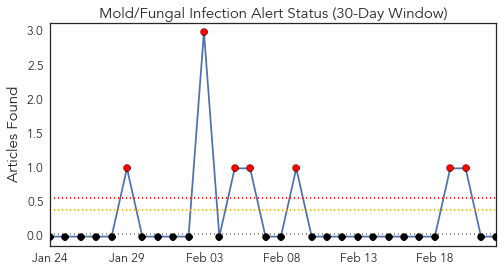 Mold/Fungal Infection Alert Status (30-Day Window)
Articles Found
3.0
2.5
2.0
1.5
1.0
0.5
0.0
Jan 24 Jan 29 Feb 03 Feb 08 Feb 13 Feb 18